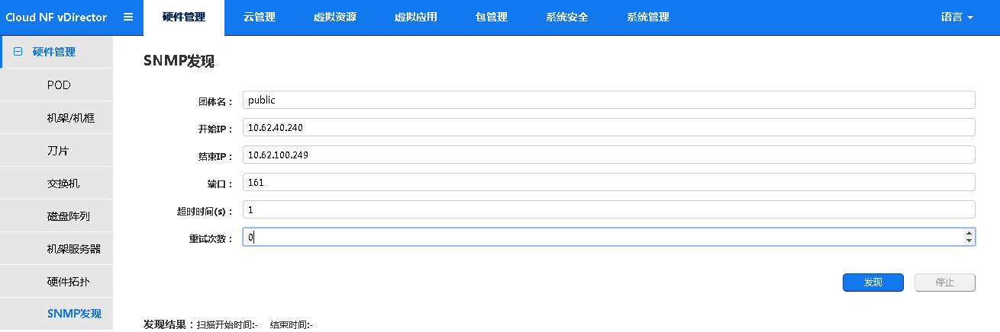 Cloud NF vDirector 硬件管理 云管理 虚拟资源 虚拟应用 包管理 系统安全 系统管理 语言
硬件管理
POD
机架/机框
刀片
交换机
磁盘阵列
机架服务器
硬件拓扑
SNMP发现
SNMP发现
团体名： public
开始IP： 10.62.40.240
结束IP： 10.62.100.249
端口： 161
超时时间(s)： 1
重试次数： 0
发现 停止
发现结果：扫描开始时间:- 结束时间:-